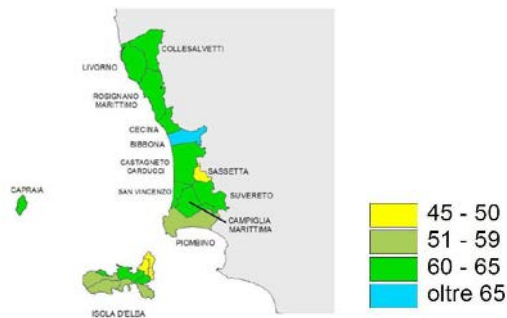 COLLESALVETTI
LIVORNO
ROSIGNANO
MARITTIMO
CECINA
BIBBONA
CASTAGNETO
CARDUCCI
SASSETTA
CAPRAIA
SAN VINCENZO
SUVERETO
CAMPIGLIA
MARITTIMA
PIOMBINO
ISOLA D'ELBA
45 - 50
51 - 59
60 - 65
oltre 65